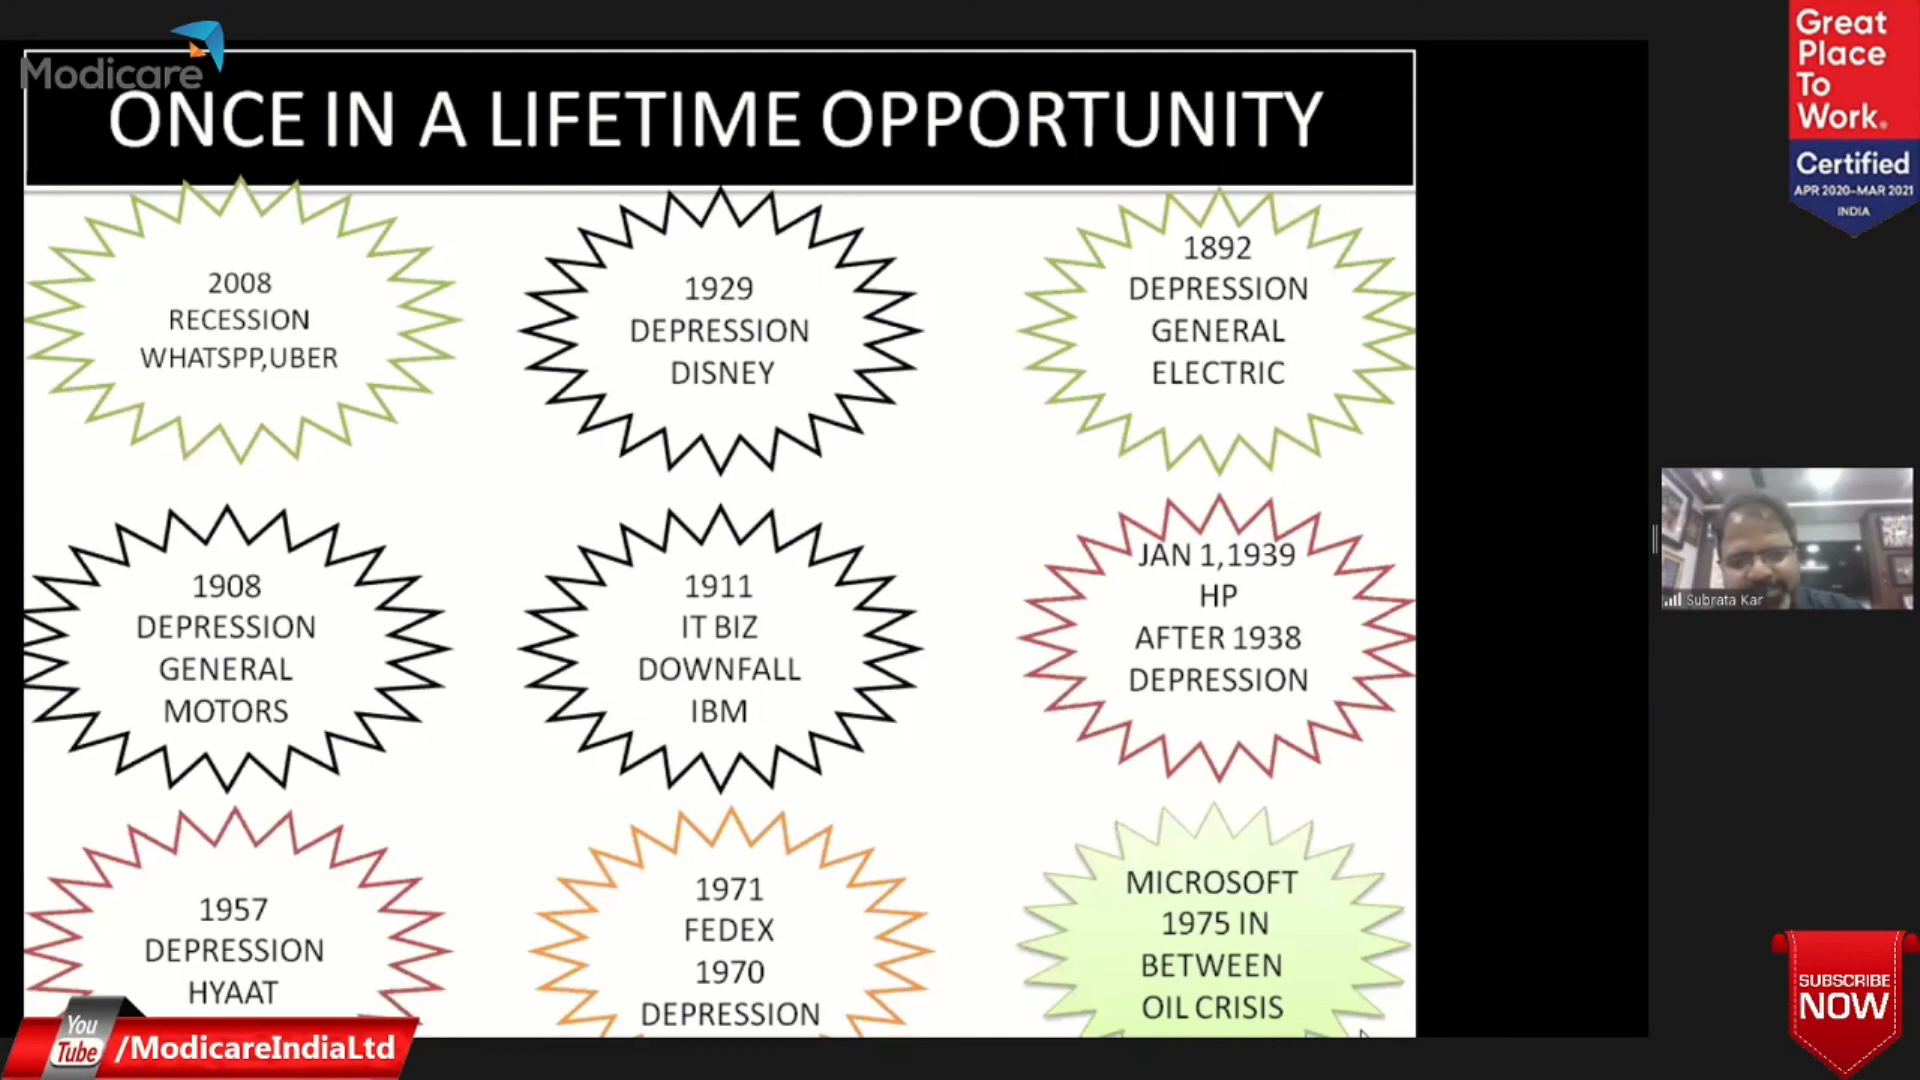 Modicare
ONCE IN A LIFETIME OPPORTUNITY
2008
RECESSION
WHATSPP,UBER
1929
DEPRESSION
DISNEY
1892
DEPRESSION
GENERAL
ELECTRIC
1908
DEPRESSION
GENERAL
MOTORS
1911
IT BIZ
DOWNFALL
IBM
JAN 1,1939
HP
AFTER 1938
DEPRESSION
1957
DEPRESSION
HYAAT
1971
FEDEX
1970
DEPRESSION
MICROSOFT
1975 IN
BETWEEN
OIL CRISIS
Great
Place
To
Work®
Certified
APR 2020-MAR 2021
INDIA
Subrata Kar
You
Tube
/ModicareIndiaLtd
SUBSCRIBE
NOW